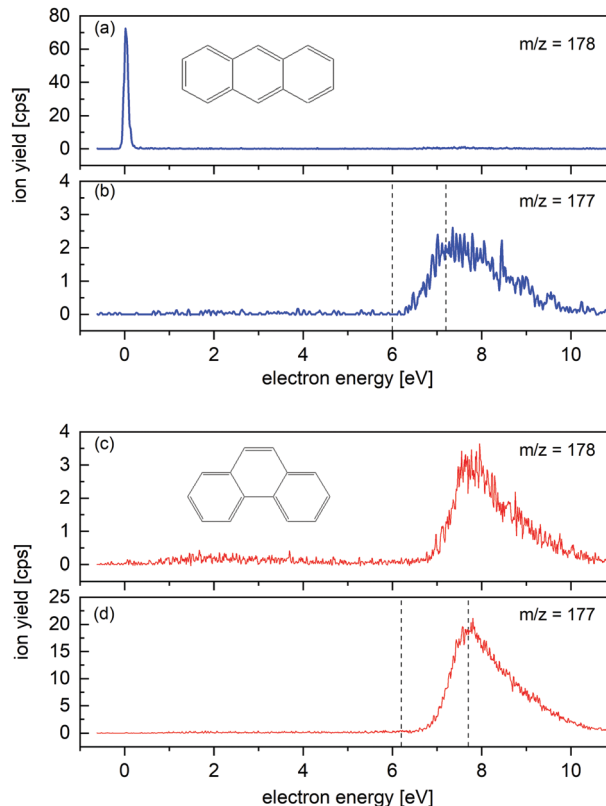 (a)
m/z = 178
80
60
40
20
0
ion yield [cps]
(b)
m/z = 177
4
3
2
1
0
0 2 4 6 8 10
electron energy [eV]
(c)
m/z = 178
4
3
2
1
0
ion yield [cps]
(d)
m/z = 177
25
20
15
10
5
0
0 2 4 6 8 10
electron energy [eV]